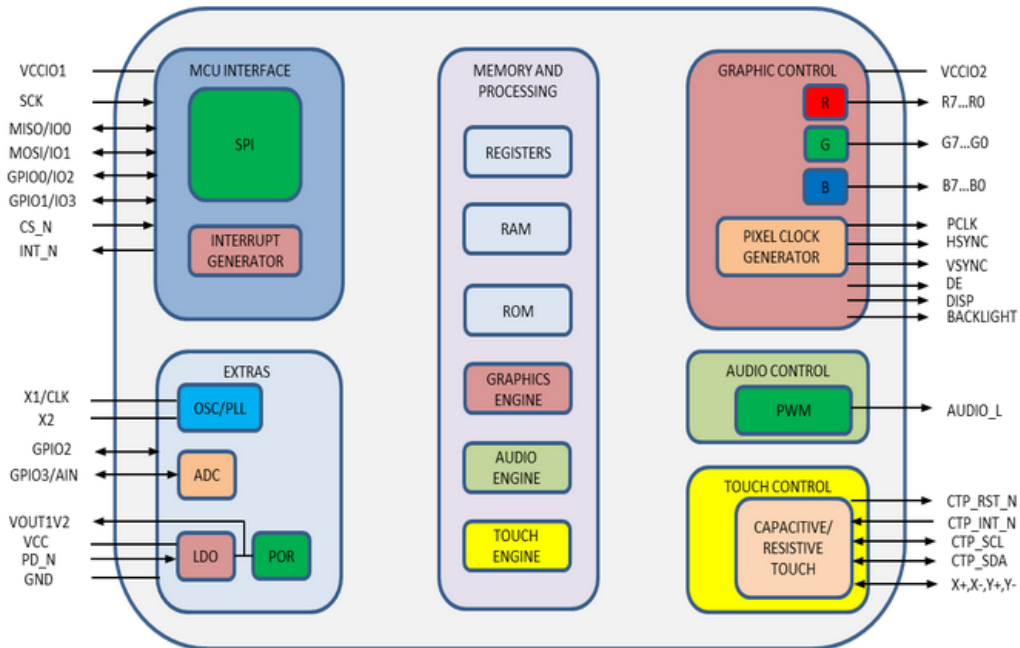 VCCIO1
SCK
MISO/IO0
MOSI/IO1
GPIO0/IO2
GPIO1/IO3
CS_N
INT_N
MCU INTERFACE
SPI
INTERRUPT
GENERATOR
X1/CLK
X2
GPIO2
GPIO3/AIN
VOUT1V2
VCC
PD_N
GND
EXTRAS
OSC/PLL
ADC
LDO
POR
MEMORY AND
PROCESSING
REGISTERS
RAM
ROM
GRAPHICS
ENGINE
AUDIO
ENGINE
TOUCH
ENGINE
GRAPHIC CONTROL
R
G
B
PIXEL CLOCK
GENERATOR
VCCIO2
R7...R0
G7...G0
B7...B0
PCLK
HSYNC
VSYNC
DE
DISP
BACKLIGHT
AUDIO CONTROL
PWM
AUDIO_L
TOUCH CONTROL
CAPACITIVE/
RESISTIVE
TOUCH
CTP_RST_N
CTP_INT_N
CTP_SCL
CTP_SDA
X+,X-,Y+,Y-